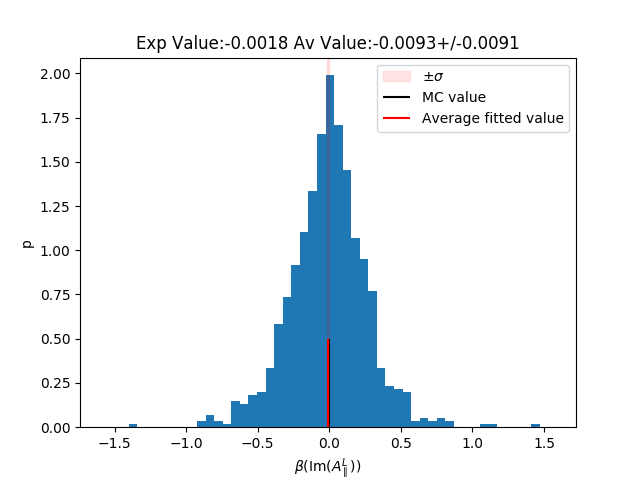 Exp Value:-0.0018 Av Value:-0.0093+/-0.0091
2.00
1.75
1.50
1.25
1.00
0.75
0.50
0.25
0.00
p
±σ
MC value
Average fitted value
−1.5 −1.0 −0.5 0.0 0.5 1.0 1.5
β(Im(A_∥^L))